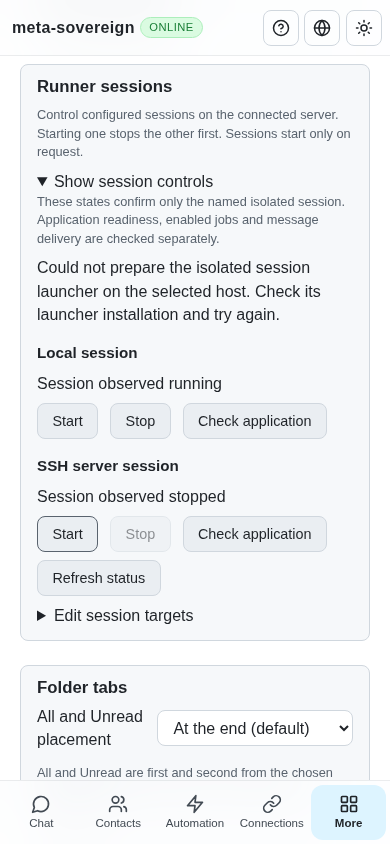 meta-sovereign ONLINE
Runner sessions
Control configured sessions on the connected server.
Starting one stops the other first. Sessions start only on
request.
Show session controls
These states confirm only the named isolated session.
Application readiness, enabled jobs and message
delivery are checked separately.
Could not prepare the isolated session
launcher on the selected host. Check its
launcher installation and try again.
Local session
Session observed running
Start Stop Check application
SSH server session
Session observed stopped
Start Stop Check application
Refresh status
Edit session targets
Folder tabs
All and Unread
placement
At the end (default)
All and Unread are first and second from the chosen
Chat Contacts Automation Connections More